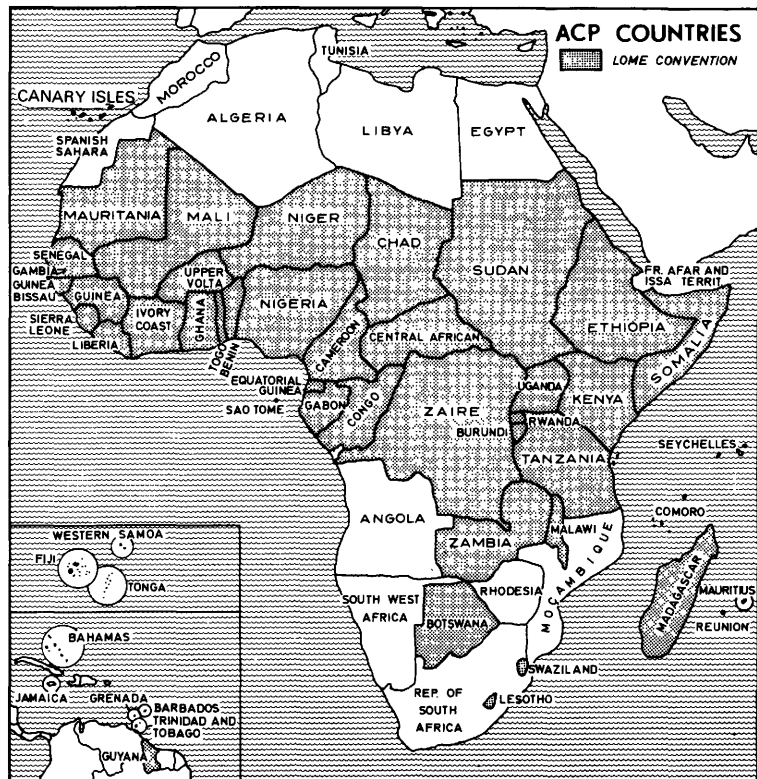 ACP COUNTRIES
LOME CONVENTION
TUNISIA
MOROCCO
CANARY ISLES
ALGERIA
LIBYA
EGYPT
SPANISH
SAHARA
MAURITANIA
MALI
NIGER
CHAD
SUDAN
SENEGAL
GAMBIA
GUINEA
BISSAU
GUINEA
SIERRA
LEONE
LIBERIA
IVORY
COAST
UPPER
VOLTA
GHANA
TOGO
BENIN
NIGERIA
CAMEROON
CENTRAL AFRICAN
FR. AFAR AND
ISSA TERRIT.
ETHIOPIA
SOMALIA
EQUATORIAL
GUINEA
SAO TOME
GABON
CONGO
ZAIRE
UGANDA
KENYA
RWANDA
BURUNDI
TANZANIA
SEYCHELLES
COMORO
ANGOLA
ZAMBIA
MALAWI
MOÇAMBIQUE
MADAGASCAR
MAURITIUS
REUNION
SOUTH WEST
AFRICA
BOTSWANA
RHODESIA
SWAZILAND
LESOTHO
REP. OF
SOUTH
AFRICA
WESTERN SAMOA
FIJI
TONGA
BAHAMAS
JAMAICA
GRENADA
BARBADOS
TRINIDAD AND
TOBAGO
GUYANA